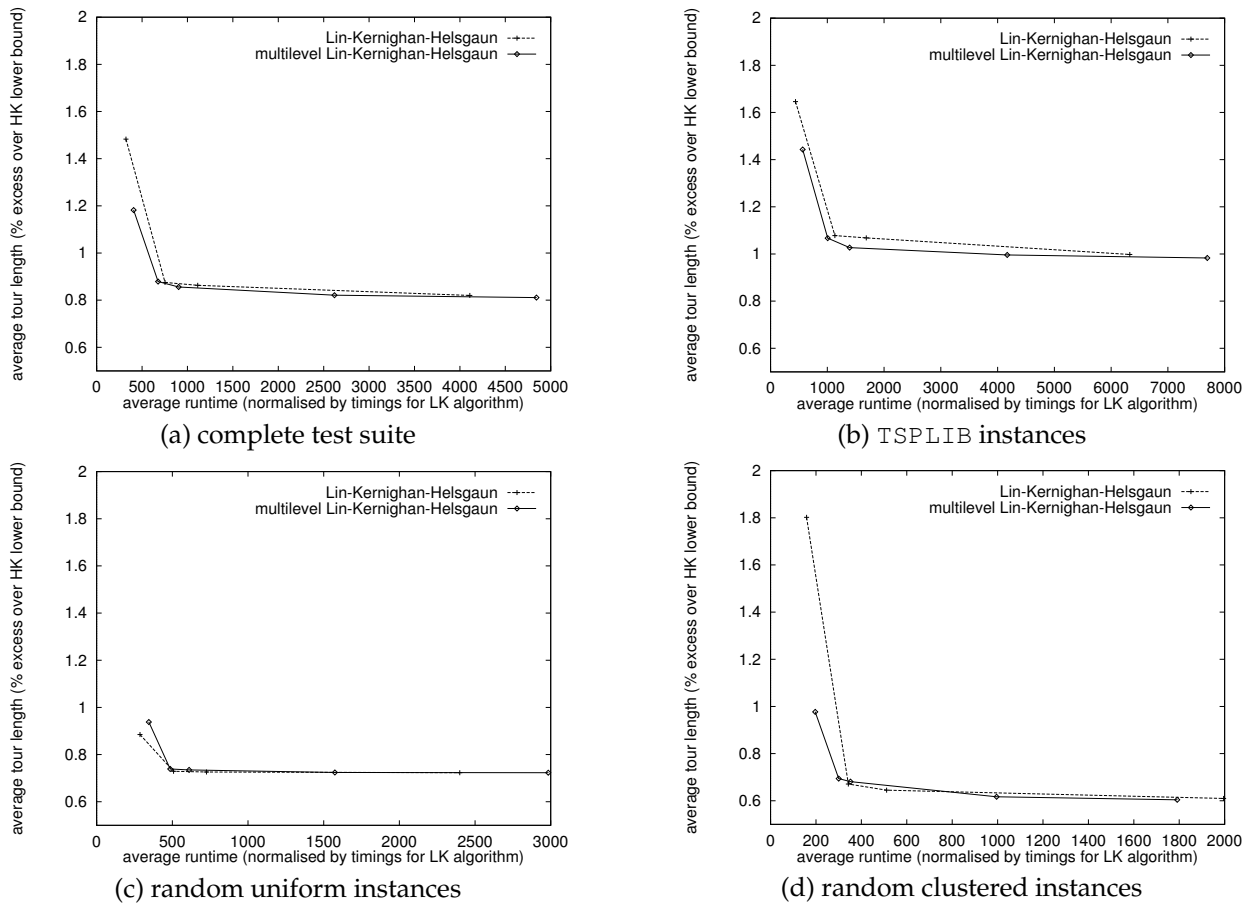 average tour length (% excess over HK lower bound)
2
1.8
1.6
1.4
1.2
1
0.8
0.6
Lin-Kernighan-Helsgaun
multilevel Lin-Kernighan-Helsgaun
0 500 1000 1500 2000 2500 3000 3500 4000 4500 5000
average runtime (normalised by timings for LK algorithm)
(a) complete test suite
average tour length (% excess over HK lower bound)
2
1.8
1.6
1.4
1.2
1
0.8
0.6
Lin-Kernighan-Helsgaun
multilevel Lin-Kernighan-Helsgaun
0 1000 2000 3000 4000 5000 6000 7000 8000
average runtime (normalised by timings for LK algorithm)
(b) TSPLIB instances
average tour length (% excess over HK lower bound)
2
1.8
1.6
1.4
1.2
1
0.8
0.6
Lin-Kernighan-Helsgaun
multilevel Lin-Kernighan-Helsgaun
0 500 1000 1500 2000 2500 3000
average runtime (normalised by timings for LK algorithm)
(c) random uniform instances
average tour length (% excess over HK lower bound)
2
1.8
1.6
1.4
1.2
1
0.8
0.6
Lin-Kernighan-Helsgaun
multilevel Lin-Kernighan-Helsgaun
0 200 400 600 800 1000 1200 1400 1600 1800 2000
average runtime (normalised by timings for LK algorithm)
(d) random clustered instances